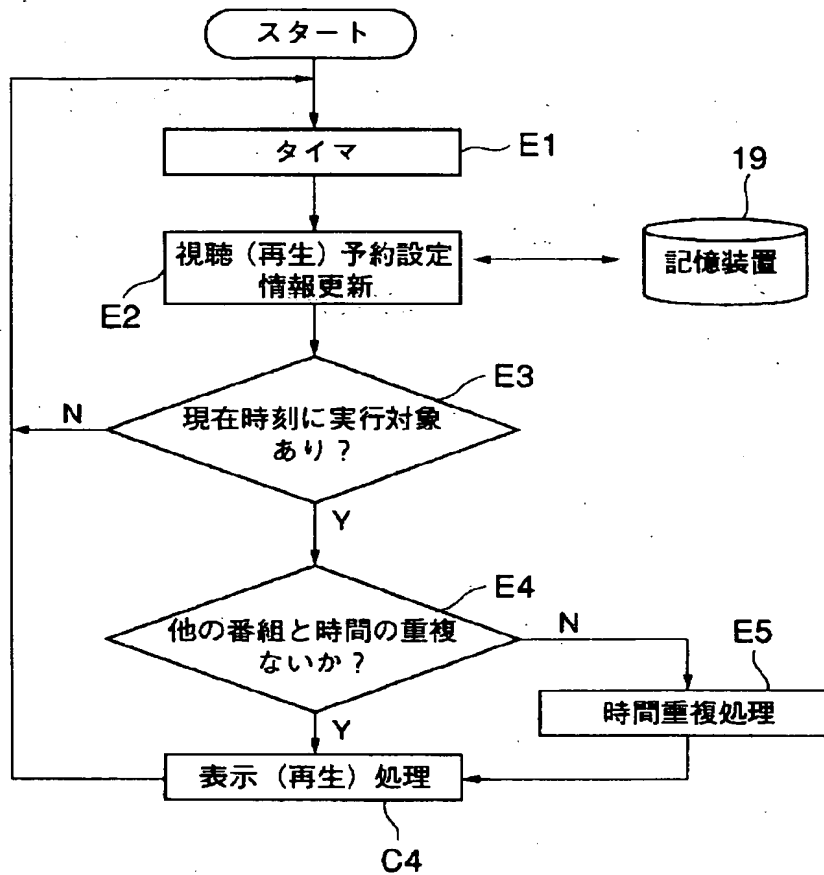 スタート
タイマ
E1
19
視聴（再生）予約設定
情報更新
記憶装置
E2
E3
現在時刻に実行対象
あり？
N
Y
E4
他の番組と時間の重複
ないか？
N
E5
時間重複処理
Y
表示（再生）処理
C4